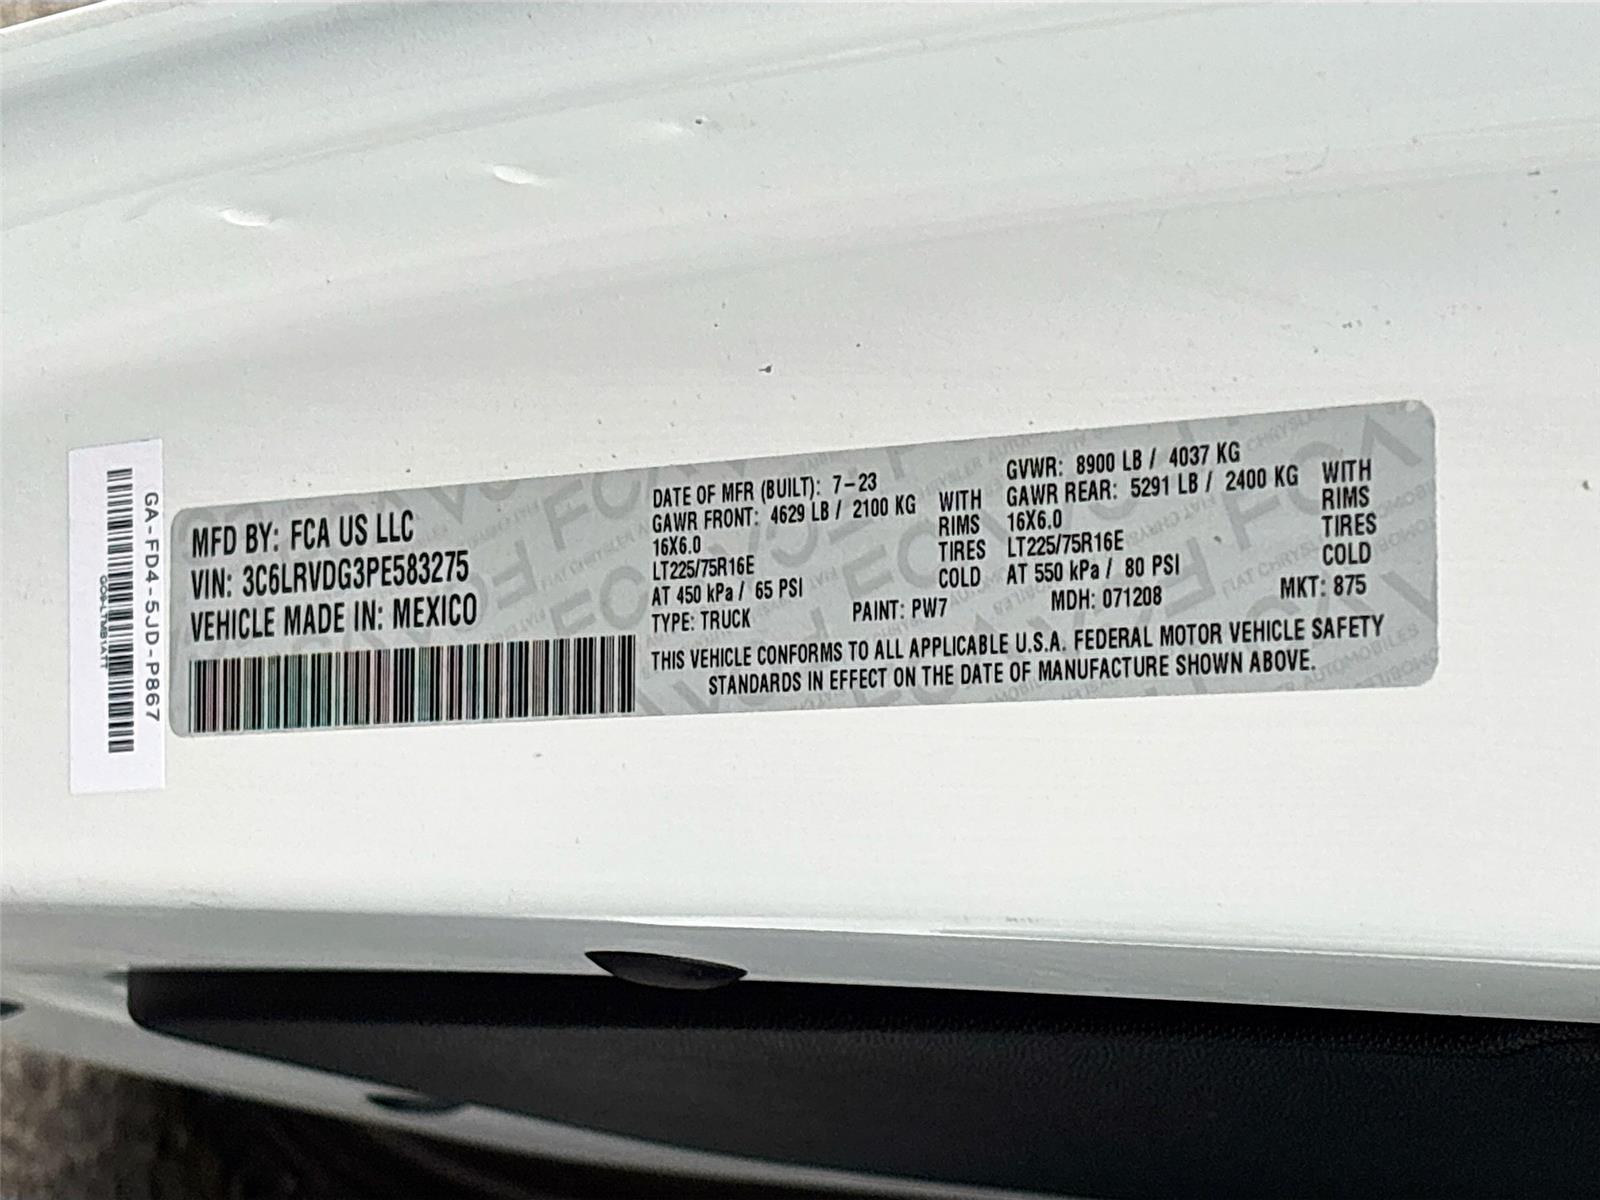 GA-FD4-5JD-P867
MFD BY: FCA US LLC
VIN: 3C6LRVDG3PE583275
VEHICLE MADE IN: MEXICO
DATE OF MFR (BUILT): 7-23
GAWR FRONT: 4629 LB / 2100 KG WITH
16X6.0 RIMS
LT225/75R16E TIRES
AT 450 kPa / 65 PSI COLD
TYPE: TRUCK
PAINT: PW7
GVWR: 8900 LB / 4037 KG
GAWR REAR: 5291 LB / 2400 KG WITH
16X6.0 RIMS
LT225/75R16E TIRES
AT 550 kPa / 80 PSI COLD
MDH: 071208
MKT: 875
THIS VEHICLE CONFORMS TO ALL APPLICABLE U.S.A. FEDERAL MOTOR VEHICLE SAFETY
STANDARDS IN EFFECT ON THE DATE OF MANUFACTURE SHOWN ABOVE.